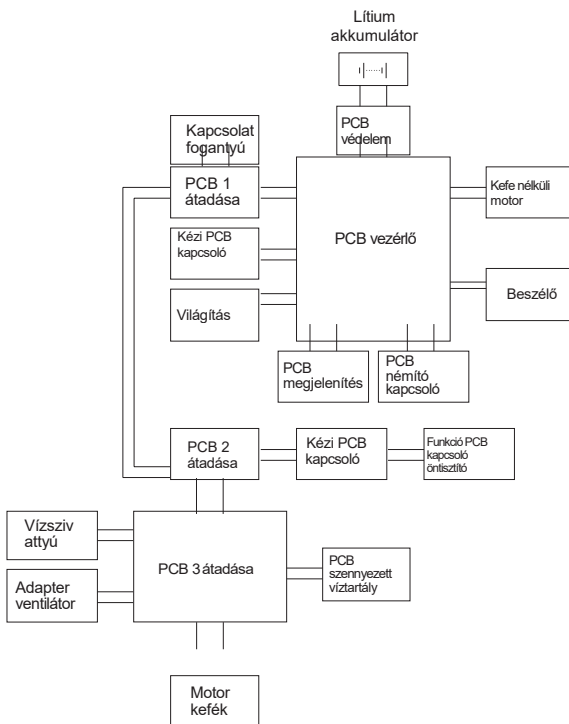 Lítium
akkumulátor
PCB
védelem
Kapcsolat
fogantyú
PCB 1
átadása
Kézi PCB
kapcsoló
Világítás
PCB vezérlő
Kefe nélküli
motor
Beszélő
PCB
megjelenítés
PCB
némító
kapcsoló
PCB 2
átadása
Kézi PCB
kapcsoló
Funkció PCB
kapcsoló
öntisztító
Vízsziv
attyú
Adapter
ventilátor
PCB 3 átadása
PCB
szennyezett
víztartály
Motor
kefék